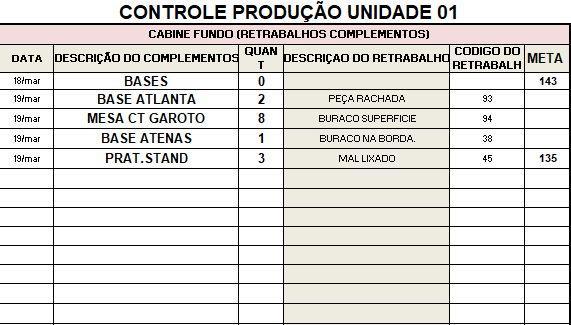 CONTROLE PRODUÇÃO UNIDADE 01
CABINE FUNDO (RETRABALHOS COMPLEMENTOS)
DATA DESCRIÇÃO DO COMPLEMENTOS QUAN T DESCRIÇAO DO RETRABALHO CODIGO DO RETRABALH META
18/mar BASES 0 143
19/mar BASE ATLANTA 2 PEÇA RACHADA 93
19/mar MESA CT GAROTO 8 BURACO SUPERFICIE 94
19/mar BASE ATENAS 1 BURACO NA BORDA. 38
19/mar PRAT.STAND 3 MAL LIXADO 45 135